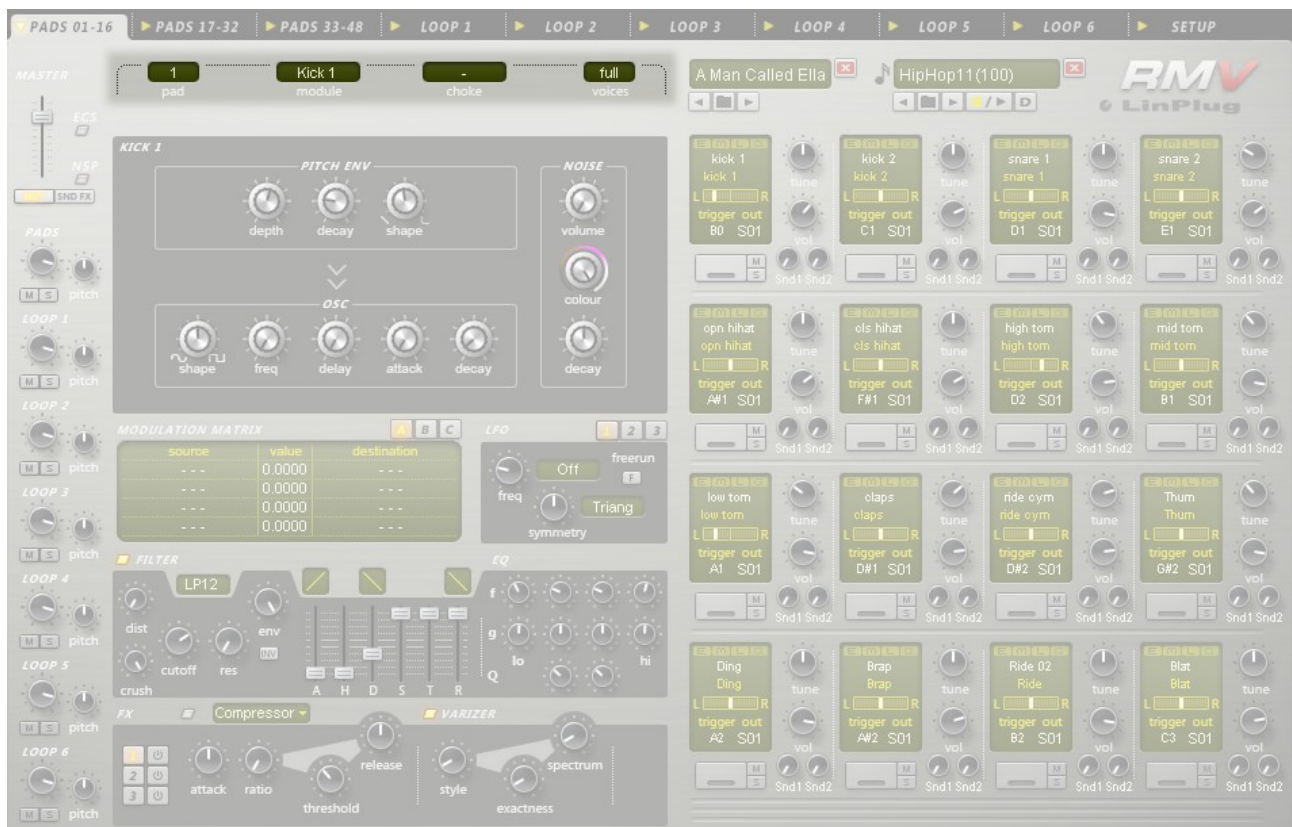 PADS 01-16 PADS 17-32 PADS 33-48 LOOP 1 LOOP 2 LOOP 3 LOOP 4 LOOP 5 LOOP 6 SETUP
MASTER
ECS
NSP
SND FX
PADS
M S pitch
LOOP 1
M S pitch
LOOP 2
M S pitch
LOOP 3
M S pitch
LOOP 4
M S pitch
LOOP 5
M S pitch
LOOP 6
M S pitch
1 Kick 1 - full
pad module choke voices
A Man Called Ella HipHop11(100)
D
RMV
LinPlug
KICK 1
PITCH ENV
depth decay shape
NOISE
volume
colour
decay
OSC
shape freq delay attack decay
MODULATION MATRIX A B C
source value destination
- - - 0.0000 - - -
- - - 0.0000 - - -
- - - 0.0000 - - -
- - - 0.0000 - - -
LFO 1 2 3
freq Off freerun
F
Triang
symmetry
FILTER
LP12
dist env
cutoff res INV
crush
A H D S T R
EQ
f
g
lo hi
Q
FX Compressor
1
2
3
attack ratio threshold release
VARIZER
style exactness spectrum
E M L G
kick 1
kick 1
L R
trigger out
B0 S01
tune
vol
M
S
Snd1 Snd2
E M L G
kick 2
kick 2
L R
trigger out
C1 S01
tune
vol
M
S
Snd1 Snd2
E M L G
snare 1
snare 1
L R
trigger out
D1 S01
tune
vol
M
S
Snd1 Snd2
E M L G
snare 2
snare 2
L R
trigger out
E1 S01
tune
vol
M
S
Snd1 Snd2
E M L G
opn hihat
opn hihat
L R
trigger out
A#1 S01
tune
vol
M
S
Snd1 Snd2
E M L G
cls hihat
cls hihat
L R
trigger out
F#1 S01
tune
vol
M
S
Snd1 Snd2
E M L G
high tom
high tom
L R
trigger out
D2 S01
tune
vol
M
S
Snd1 Snd2
E M L G
mid tom
mid tom
L R
trigger out
B1 S01
tune
vol
M
S
Snd1 Snd2
E M L G
low tom
low tom
L R
trigger out
A1 S01
tune
vol
M
S
Snd1 Snd2
E M L G
claps
claps
L R
trigger out
D#1 S01
tune
vol
M
S
Snd1 Snd2
E M L G
ride cym
ride cym
L R
trigger out
D#2 S01
tune
vol
M
S
Snd1 Snd2
E M L G
Thum
Thum
L R
trigger out
G#2 S01
tune
vol
M
S
Snd1 Snd2
E M L G
Ding
Ding
L R
trigger out
A2 S01
tune
vol
M
S
Snd1 Snd2
E M L G
Brap
Brap
L R
trigger out
A#2 S01
tune
vol
M
S
Snd1 Snd2
E M L G
Ride 02
Ride
L R
trigger out
B2 S01
tune
vol
M
S
Snd1 Snd2
E M L G
Blat
Blat
L R
trigger out
C3 S01
tune
vol
M
S
Snd1 Snd2